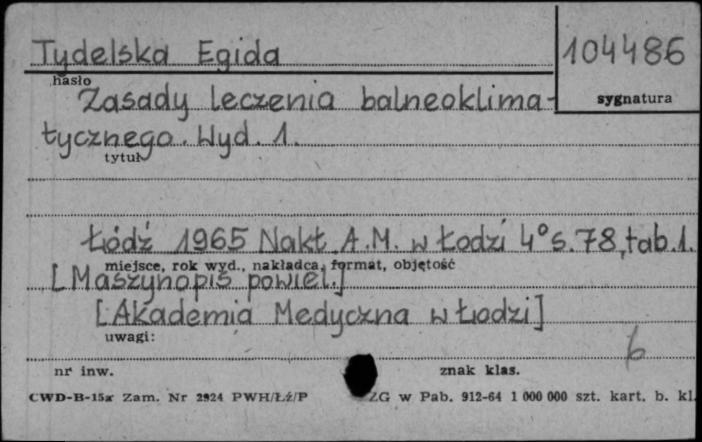 Tydelska Egida
104486
hasło
sygnatura
Zasady leczenia balneoklima-
tycznego. Wyd. 1.
tytuł
Łódź 1965 Nakł. A.M. w Łodzi 4° s. 78, tab. 1.
miejsce, rok wyd., nakładca, format, objętość
[Maszynopis powiel.]
[Akademia Medyczna w Łodzi]
uwagi:
6
nr inw.
znak klas.
CWD-B-15a Zam. Nr 2924 PWH/Łź/P ZG w Pab. 912-64 1 000 000 szt. kart. b. kl.